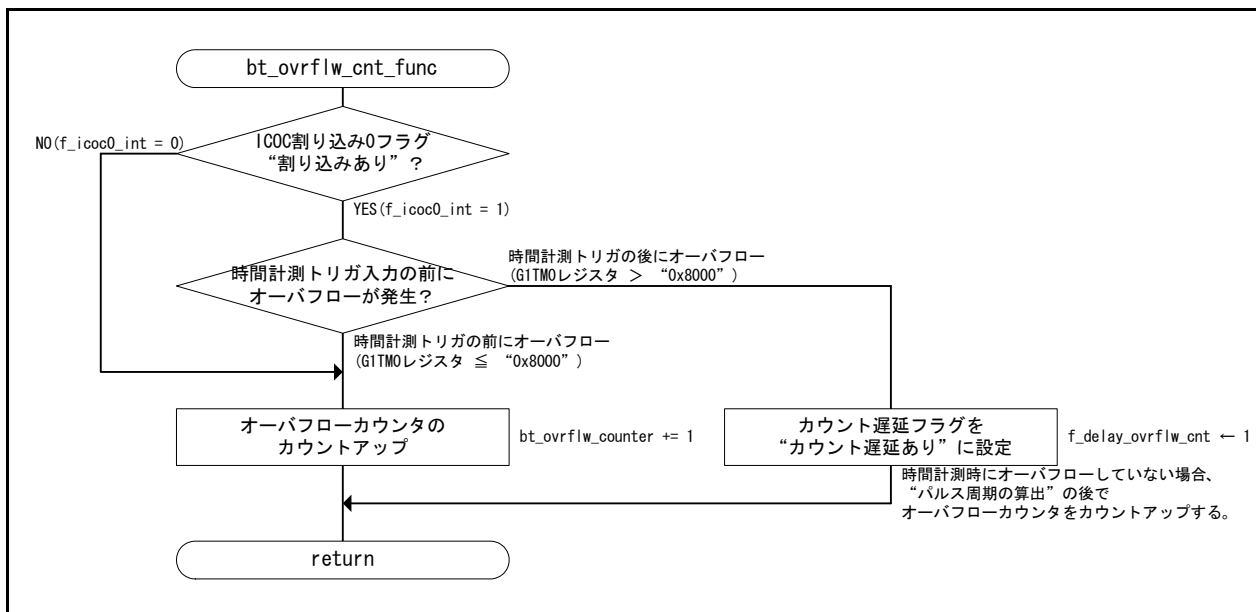 bt_ovrflw_cnt_func
ICOC割り込み0フラグ
“割り込みあり”？
NO(f_icoc0_int = 0)
YES(f_icoc0_int = 1)
時間計測トリガ入力の前に
オーバフローが発生？
時間計測トリガの後にオーバフロー
(G1TM0レジスタ ＞ “0x8000”)
時間計測トリガの前にオーバフロー
(G1TM0レジスタ ≦ “0x8000”)
オーバフローカウンタの
カウントアップ
bt_ovrflw_counter += 1
カウント遅延フラグを
“カウント遅延あり”に設定
f_delay_ovrflw_cnt ← 1
時間計測時にオーバフローしていない場合、
“パルス周期の算出”の後で
オーバフローカウンタをカウントアップする。
return